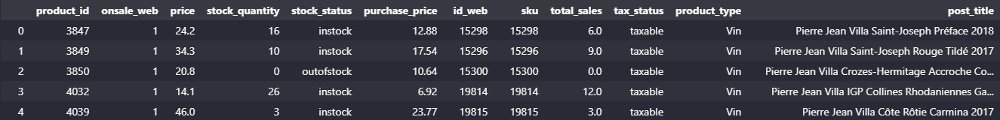 product_id onsale_web price stock_quantity stock_status purchase_price id_web sku total_sales tax_status product_type post_title
0 3847 1 24.2 16 instock 12.88 15298 15298 6.0 taxable Vin Pierre Jean Villa Saint-Joseph Préface 2018
1 3849 1 34.3 10 instock 17.54 15296 15296 9.0 taxable Vin Pierre Jean Villa Saint-Joseph Rouge Tildé 2017
2 3850 1 20.8 0 outofstock 10.64 15300 15300 0.0 taxable Vin Pierre Jean Villa Crozes-Hermitage Accroche Co...
3 4032 1 14.1 26 instock 6.92 19814 19814 12.0 taxable Vin Pierre Jean Villa IGP Collines Rhodaniennes Ga...
4 4039 1 46.0 3 instock 23.77 19815 19815 3.0 taxable Vin Pierre Jean Villa Côte Rôtie Carmina 2017